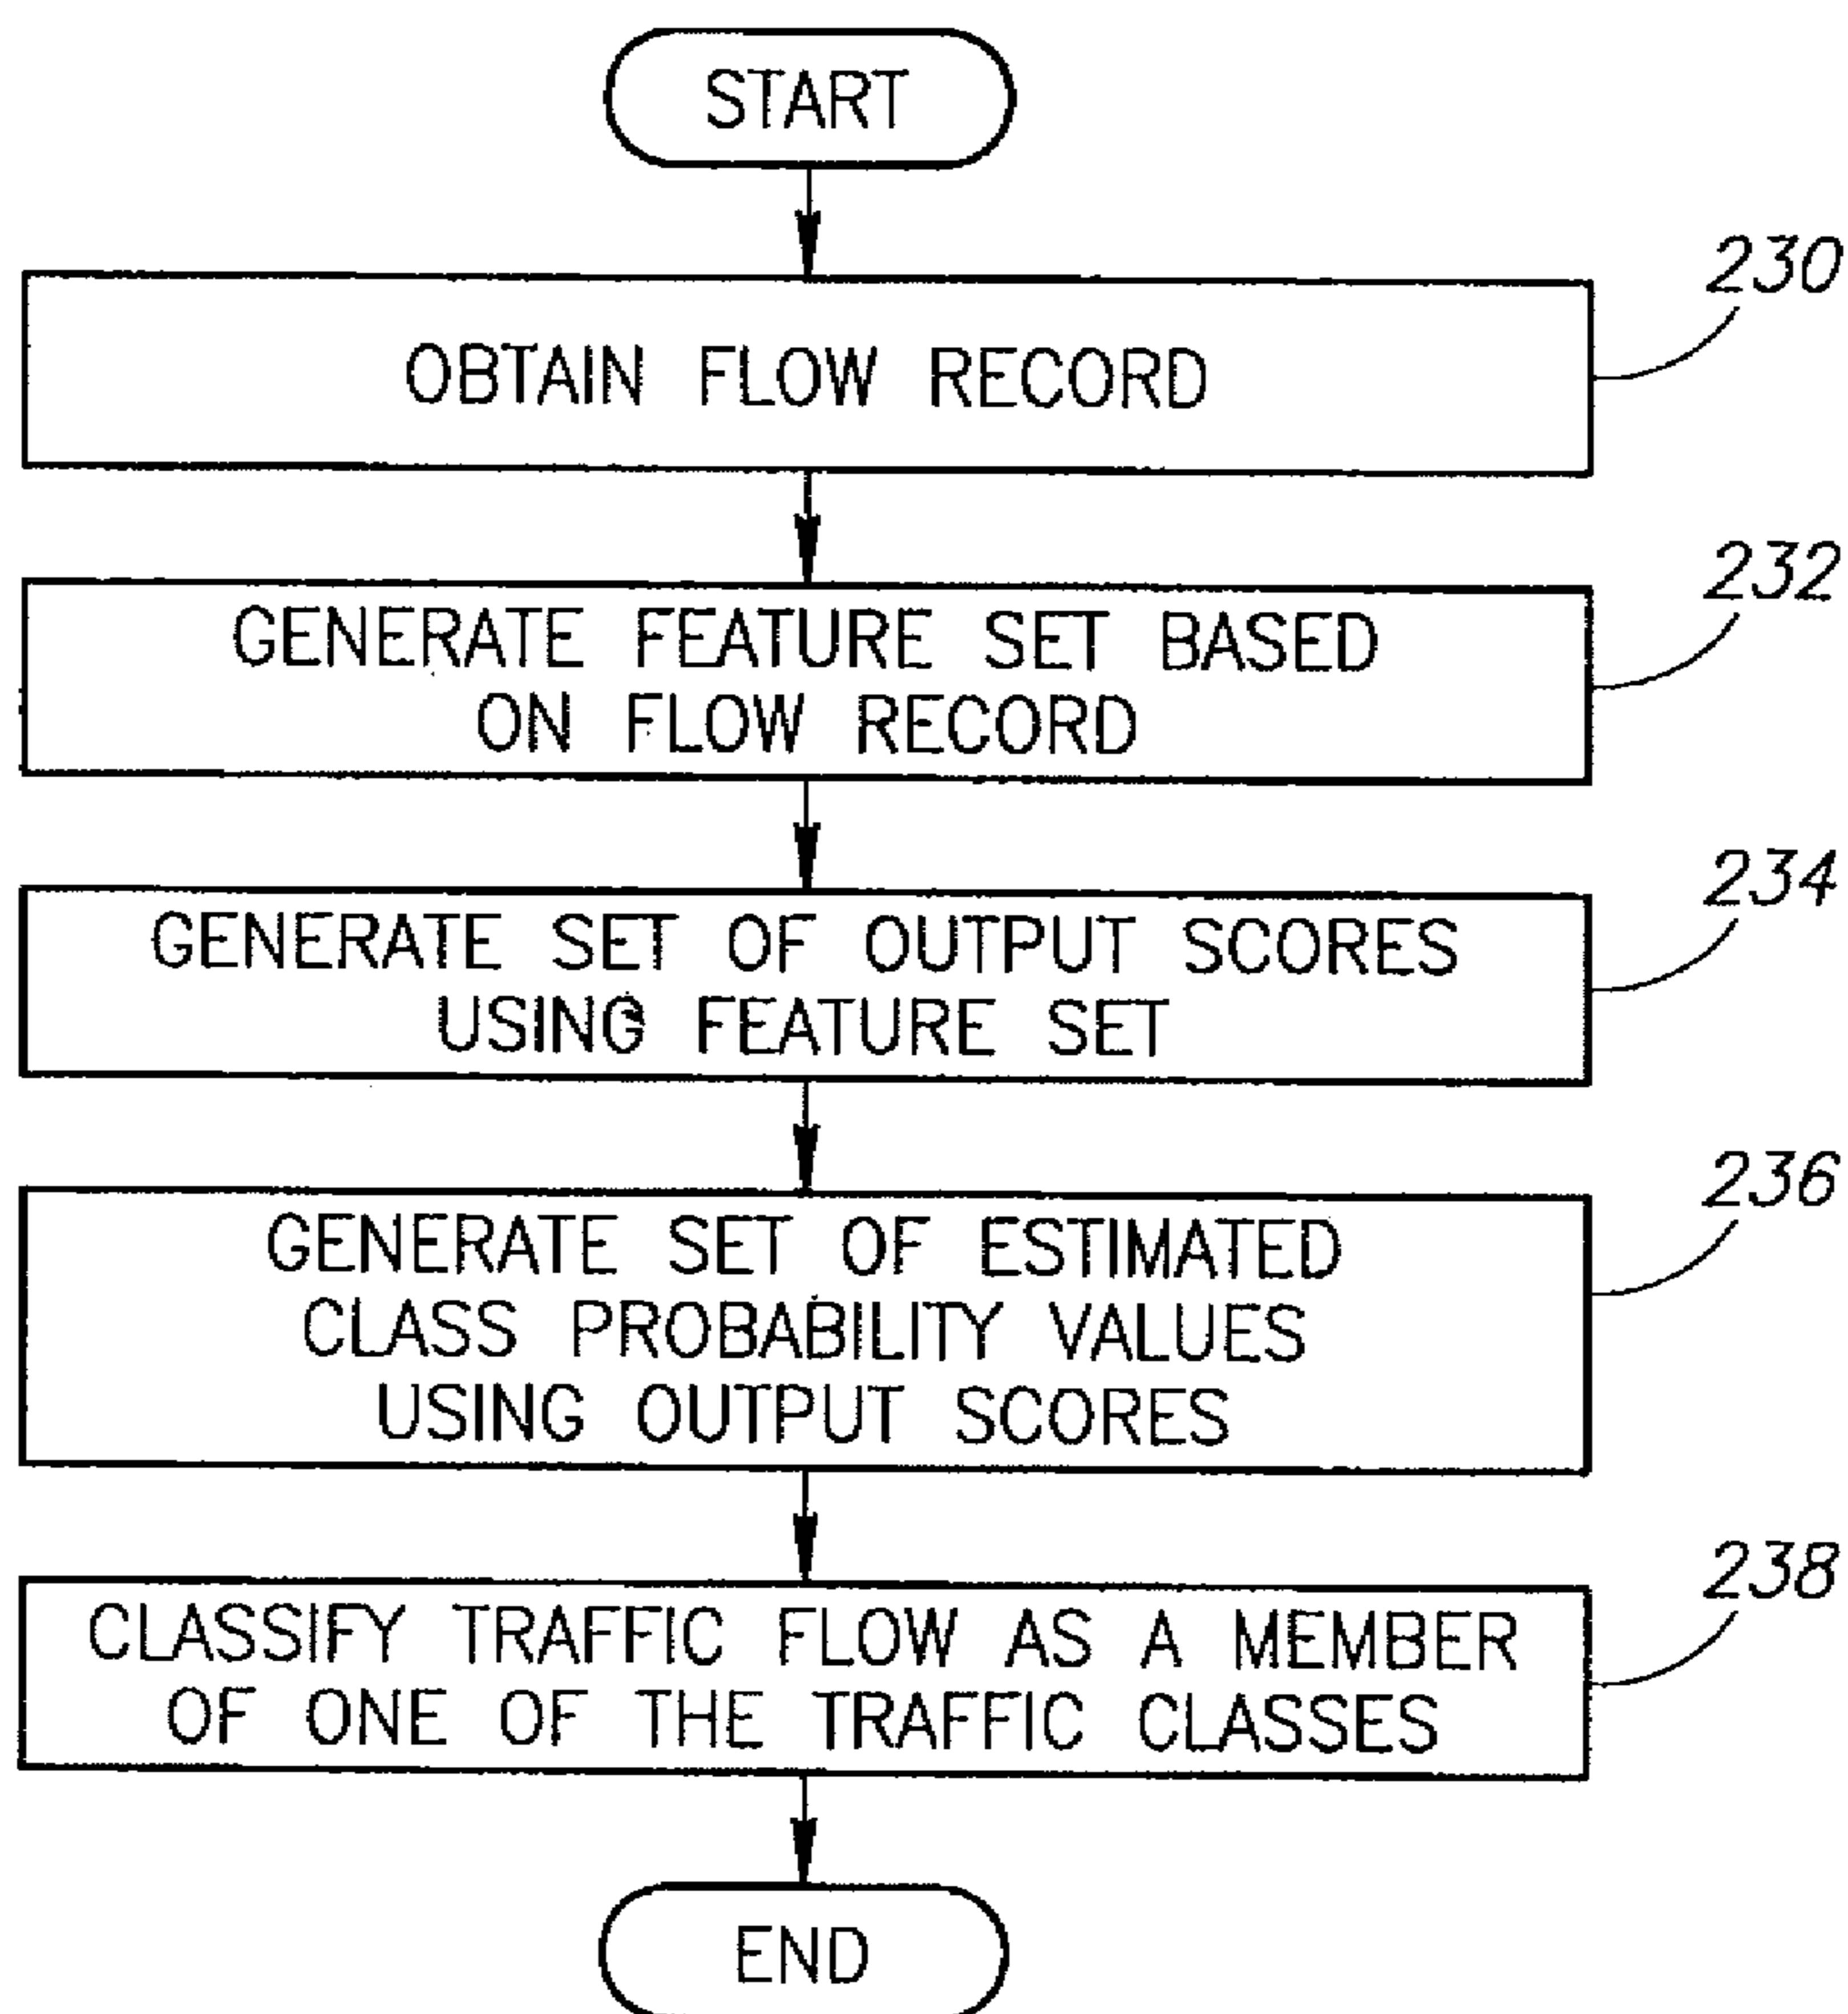 START
230
OBTAIN FLOW RECORD
232
GENERATE FEATURE SET BASED
ON FLOW RECORD
234
GENERATE SET OF OUTPUT SCORES
USING FEATURE SET
236
GENERATE SET OF ESTIMATED
CLASS PROBABILITY VALUES
USING OUTPUT SCORES
238
CLASSIFY TRAFFIC FLOW AS A MEMBER
OF ONE OF THE TRAFFIC CLASSES
END